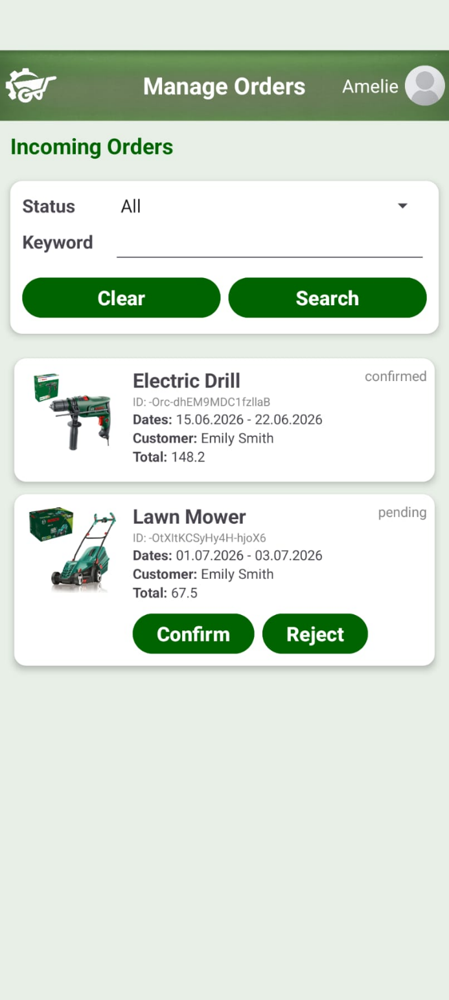 Manage Orders
Amelie
Incoming Orders
Status All
Keyword
Clear Search
Electric Drill confirmed
ID: -Orc-dhEM9MDC1fzllaB
Dates: 15.06.2026 - 22.06.2026
Customer: Emily Smith
Total: 148.2
BOSCH
Lawn Mower pending
ID: -OtXItKCSyHy4H-hjoX6
Dates: 01.07.2026 - 03.07.2026
Customer: Emily Smith
Total: 67.5
Confirm Reject